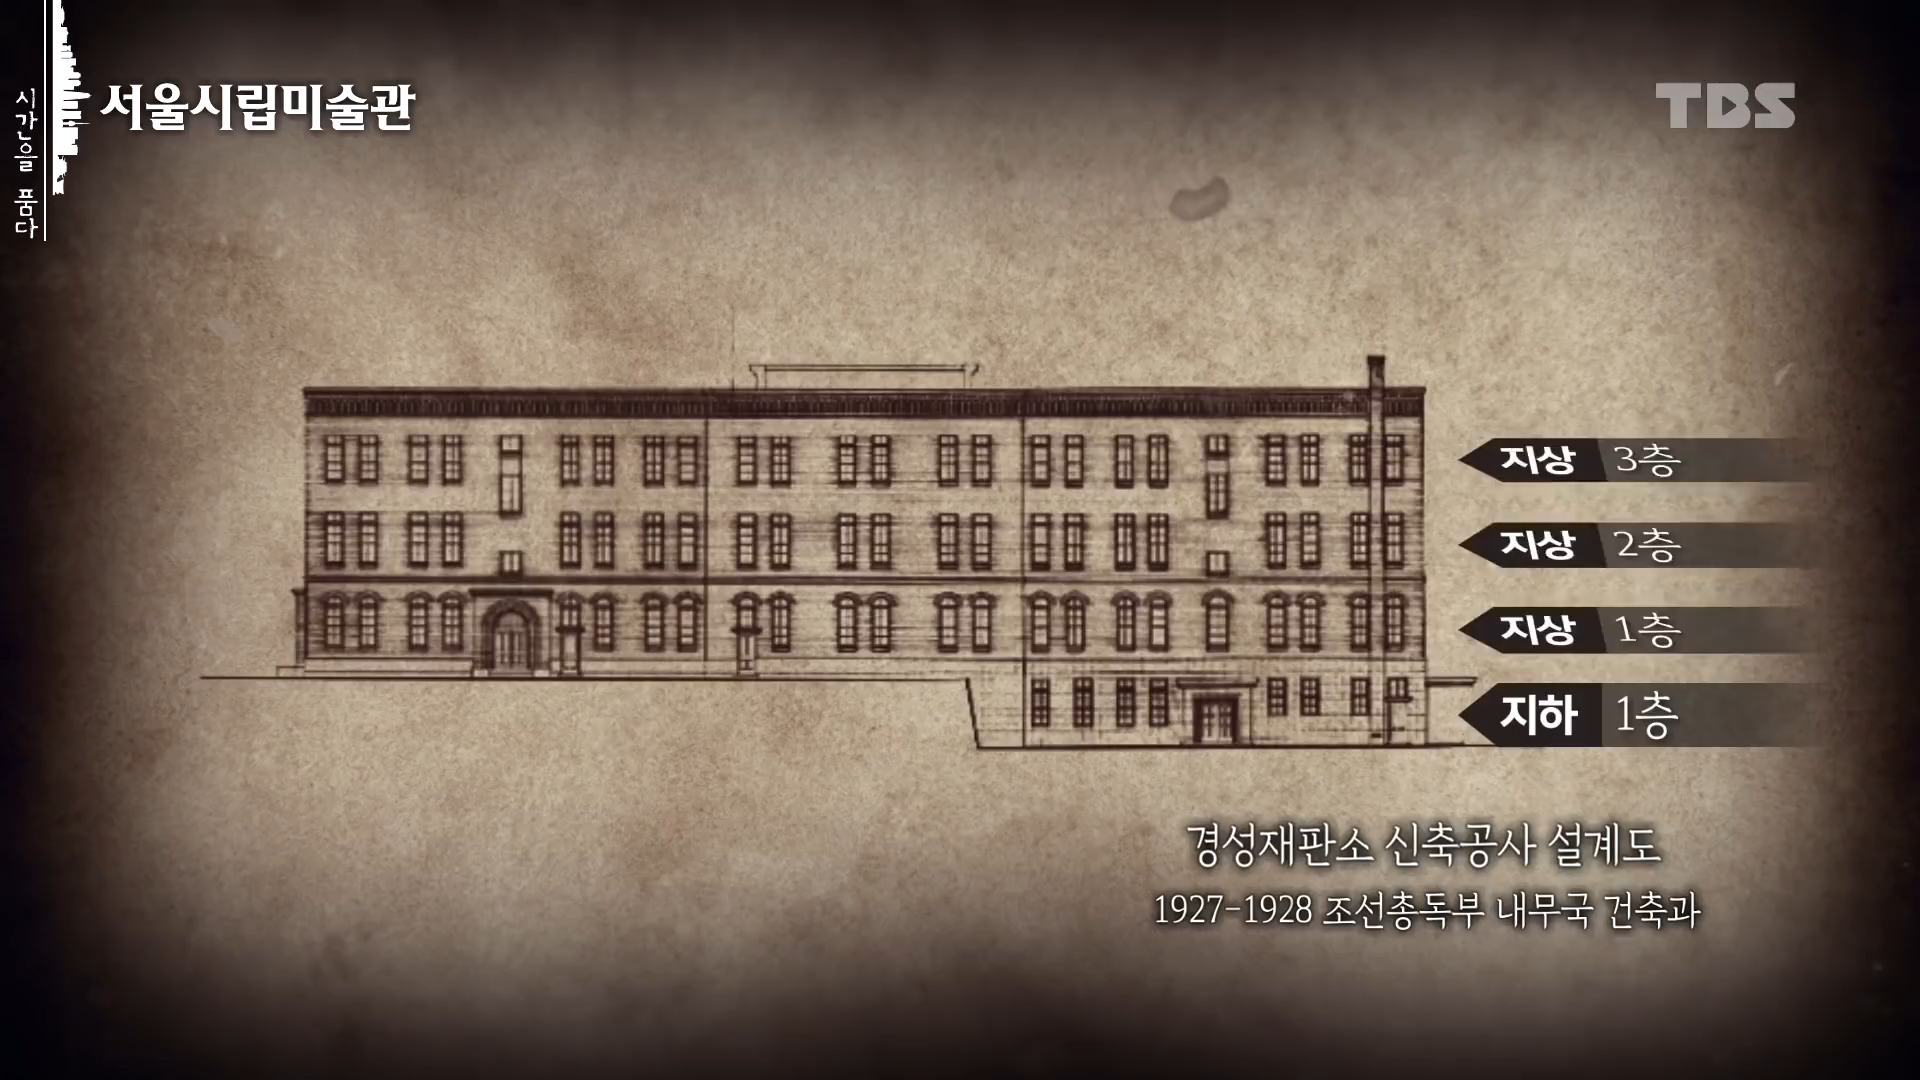 시간을 품다
서울시립미술관
TBS
지상 3층
지상 2층
지상 1층
지하 1층
경성재판소 신축공사 설계도
1927-1928 조선총독부 내무국 건축과